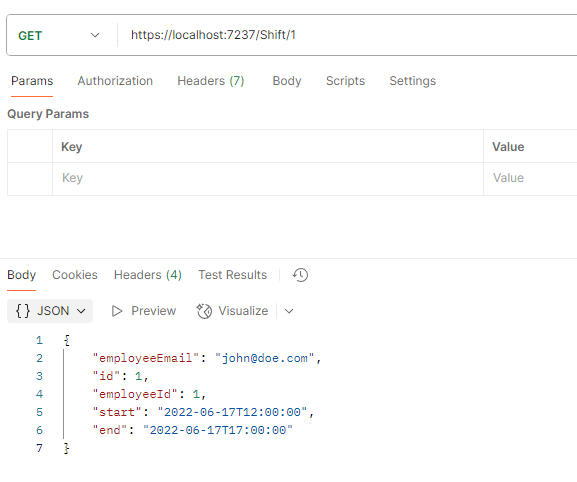 GET https://localhost:7237/Shift/1
Params Authorization Headers (7) Body Scripts Settings
Query Params
Key Value
Key Value
Body Cookies Headers (4) Test Results
{} JSON Preview Visualize
1 {
2 "employeeEmail": "john@doe.com",
3 "id": 1,
4 "employeeId": 1,
5 "start": "2022-06-17T12:00:00",
6 "end": "2022-06-17T17:00:00"
7 }